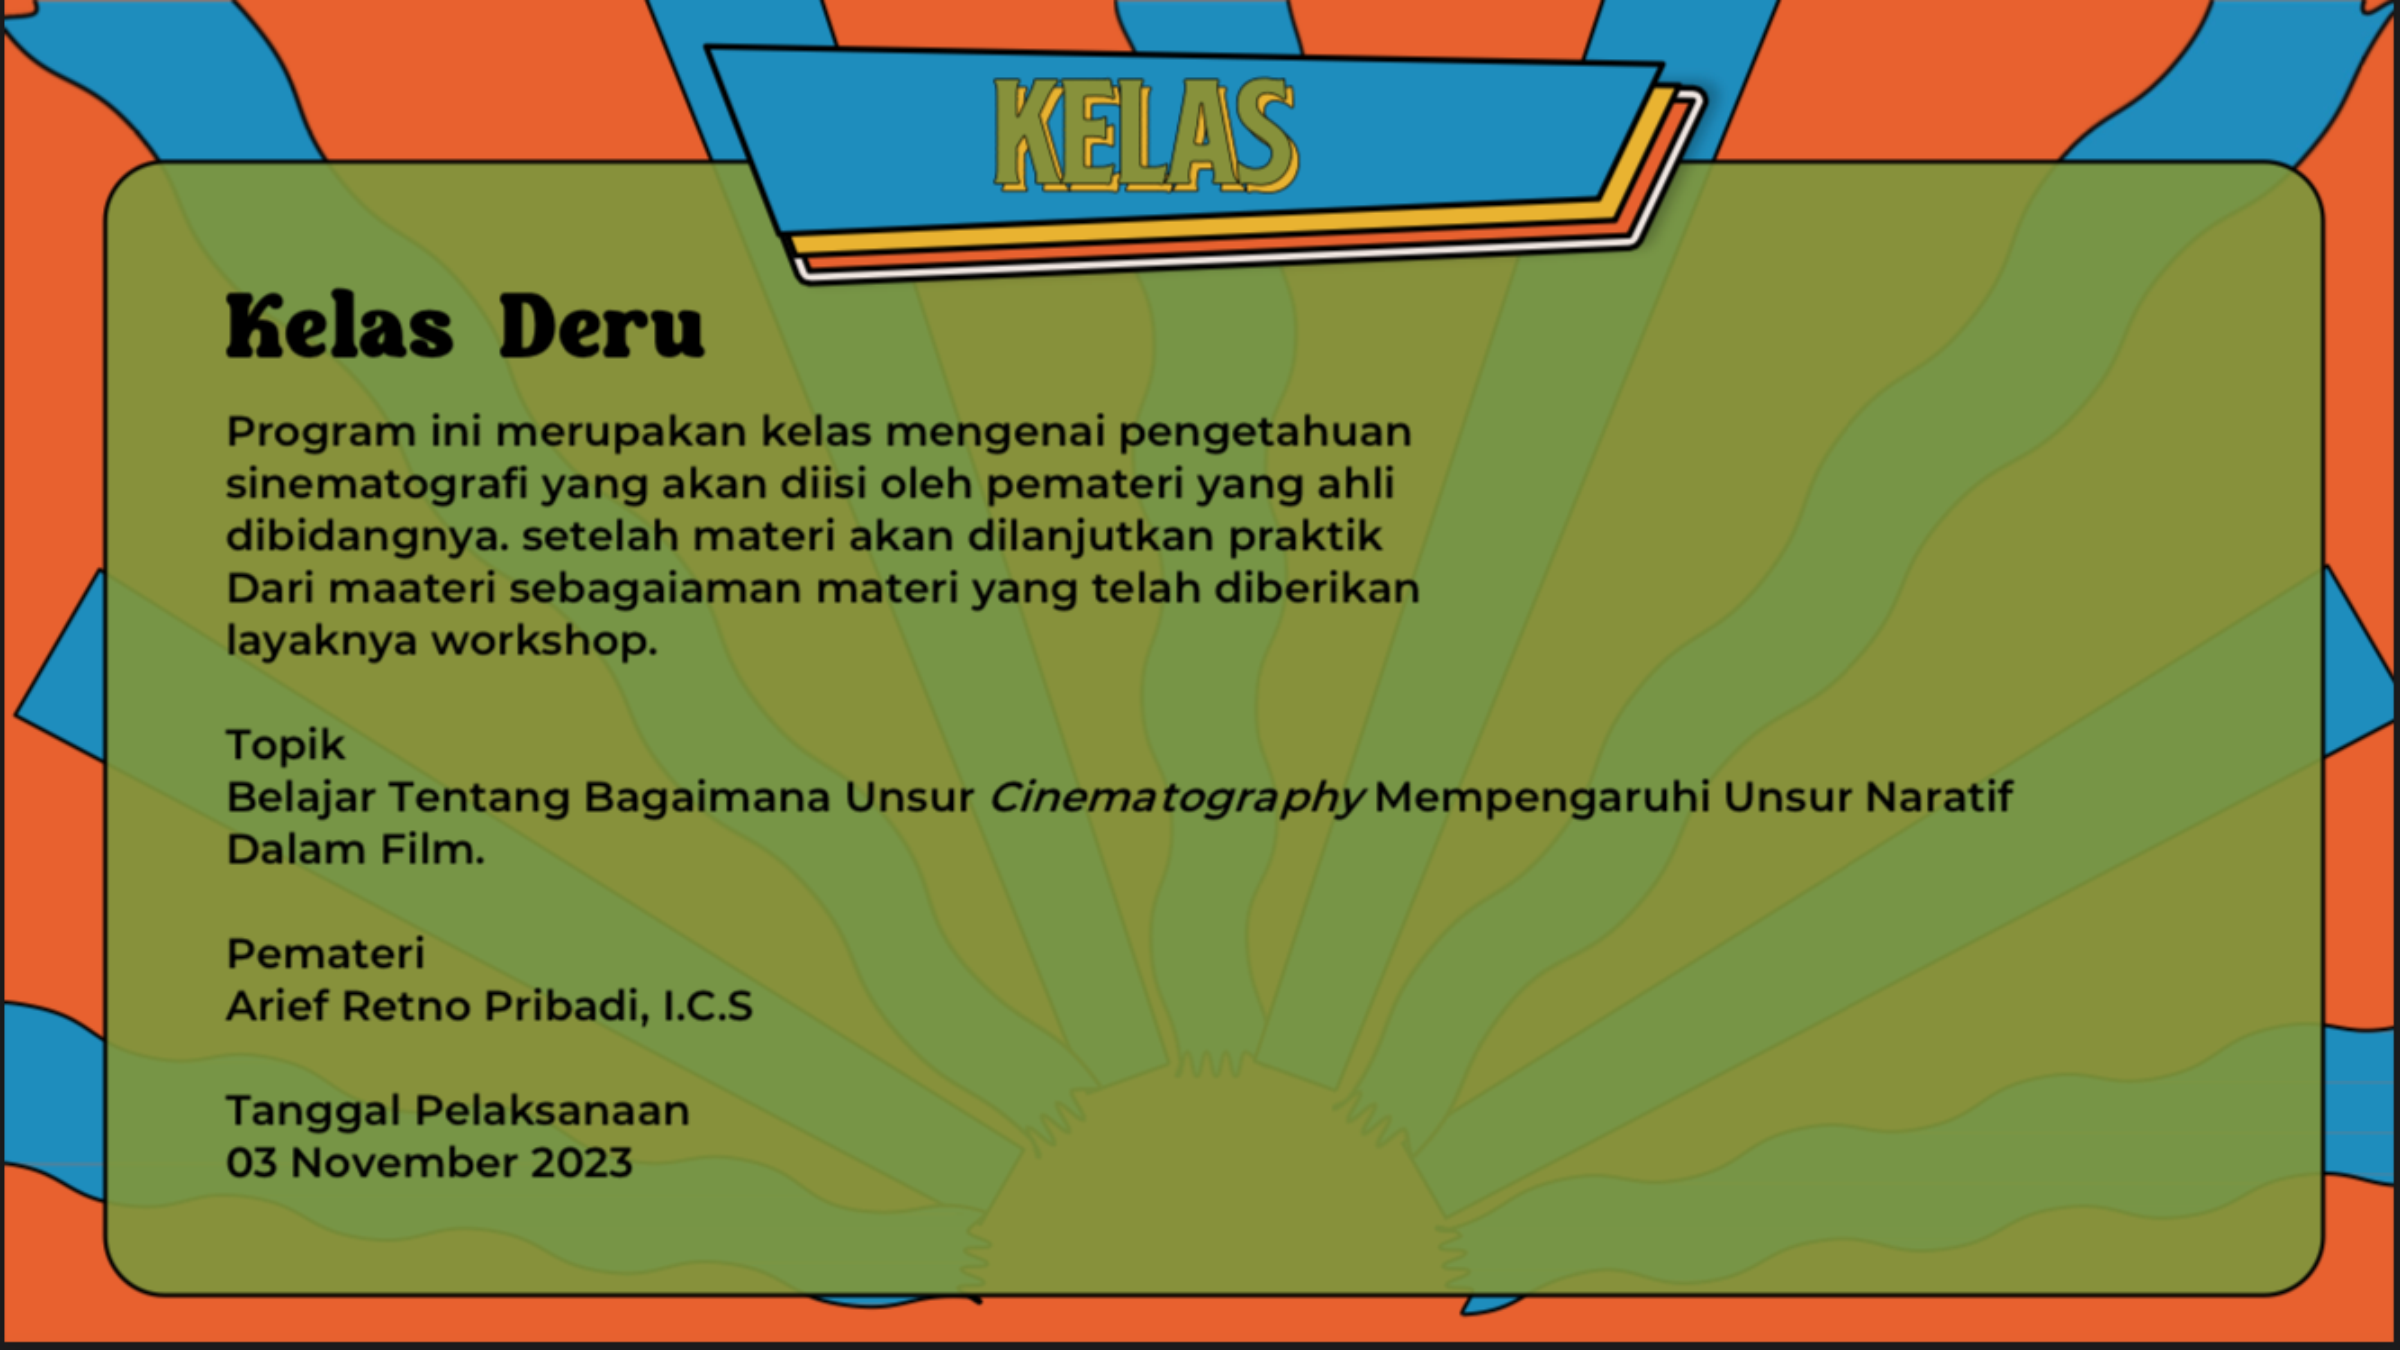 KELAS
Kelas Deru
Program ini merupakan kelas mengenai pengetahuan
sinematografi yang akan diisi oleh pemateri yang ahli
dibidangnya. setelah materi akan dilanjutkan praktik
Dari maateri sebagaiaman materi yang telah diberikan
layaknya workshop.
Topik
Belajar Tentang Bagaimana Unsur Cinematography Mempengaruhi Unsur Naratif
Dalam Film.
Pemateri
Arief Retno Pribadi, I.C.S
Tanggal Pelaksanaan
03 November 2023